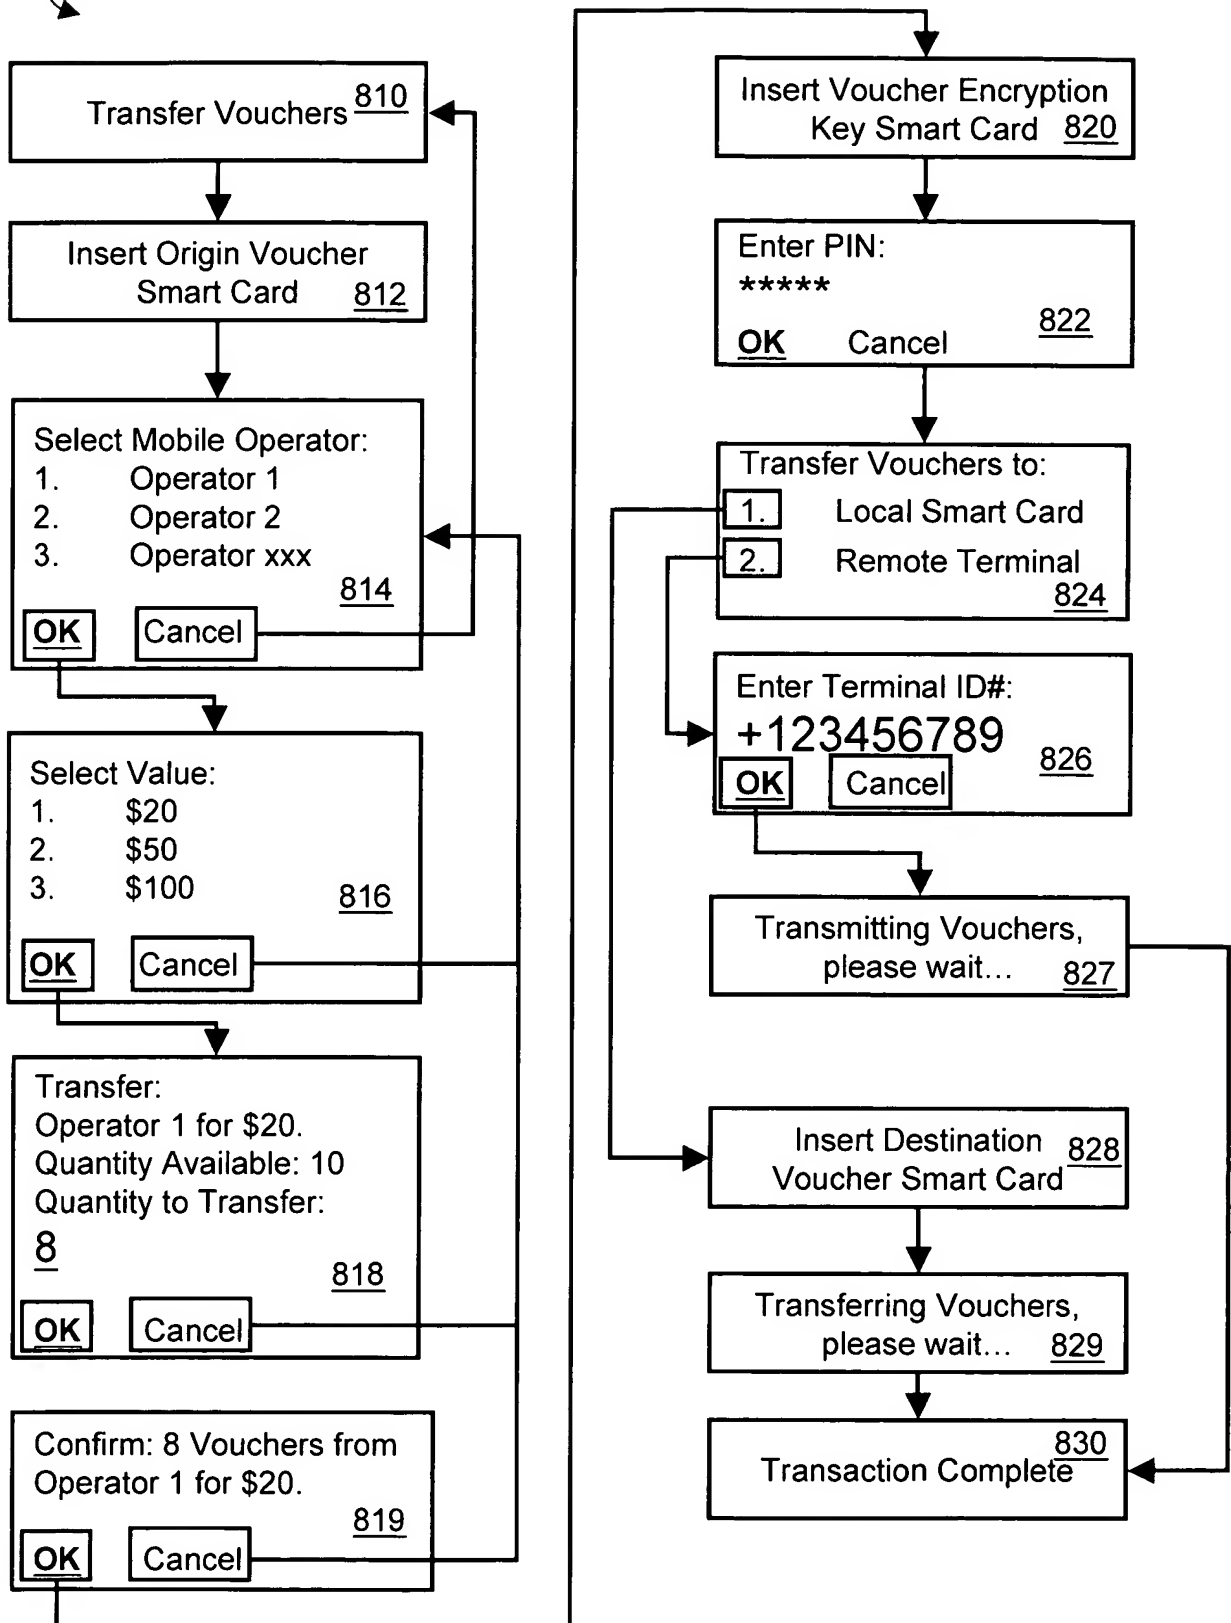 Transfer Vouchers 810
Insert Origin Voucher
Smart Card 812
Select Mobile Operator:
1. Operator 1
2. Operator 2
3. Operator xxx
814
OK Cancel
Select Value:
1. $20
2. $50
3. $100
816
OK Cancel
Transfer:
Operator 1 for $20.
Quantity Available: 10
Quantity to Transfer:
8
818
OK Cancel
Confirm: 8 Vouchers from
Operator 1 for $20.
819
OK Cancel
Insert Voucher Encryption
Key Smart Card 820
Enter PIN:
*****
822
OK Cancel
Transfer Vouchers to:
1. Local Smart Card
2. Remote Terminal
824
Enter Terminal ID#:
+123456789
826
OK Cancel
Transmitting Vouchers,
please wait... 827
Insert Destination 828
Voucher Smart Card
Transferring Vouchers,
please wait... 829
830
Transaction Complete